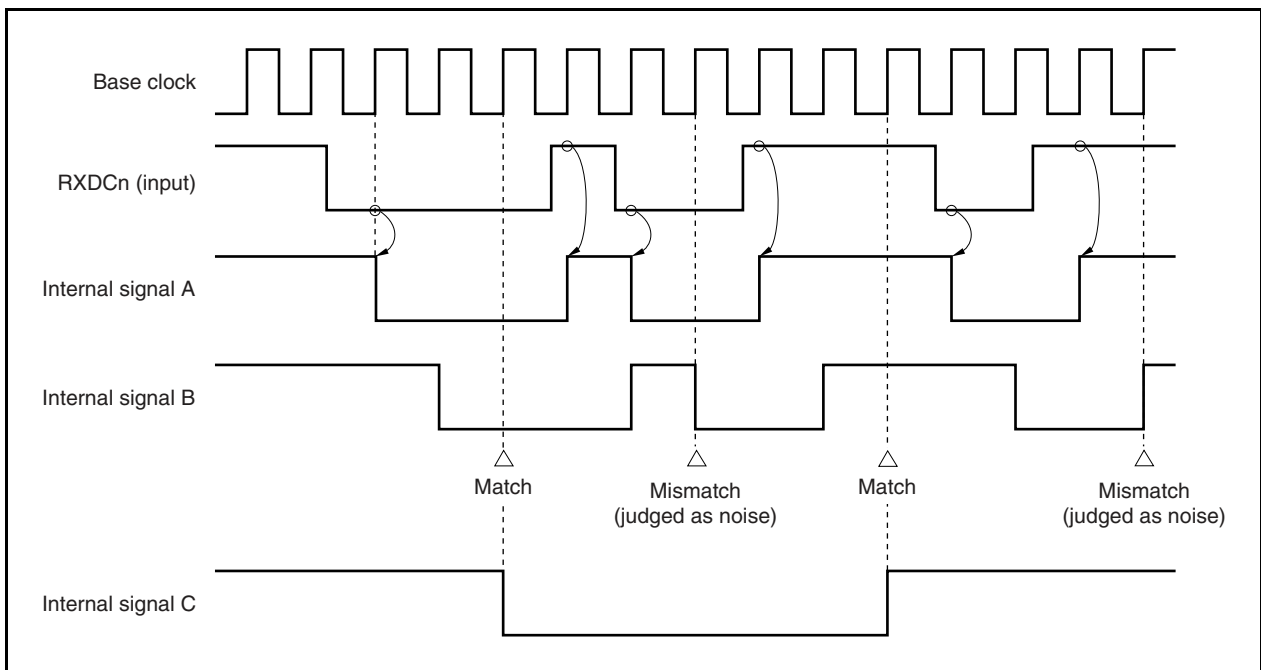 Base clock
RXDCn (input)
Internal signal A
Internal signal B
Match
Mismatch
(judged as noise)
Match
Mismatch
(judged as noise)
Internal signal C